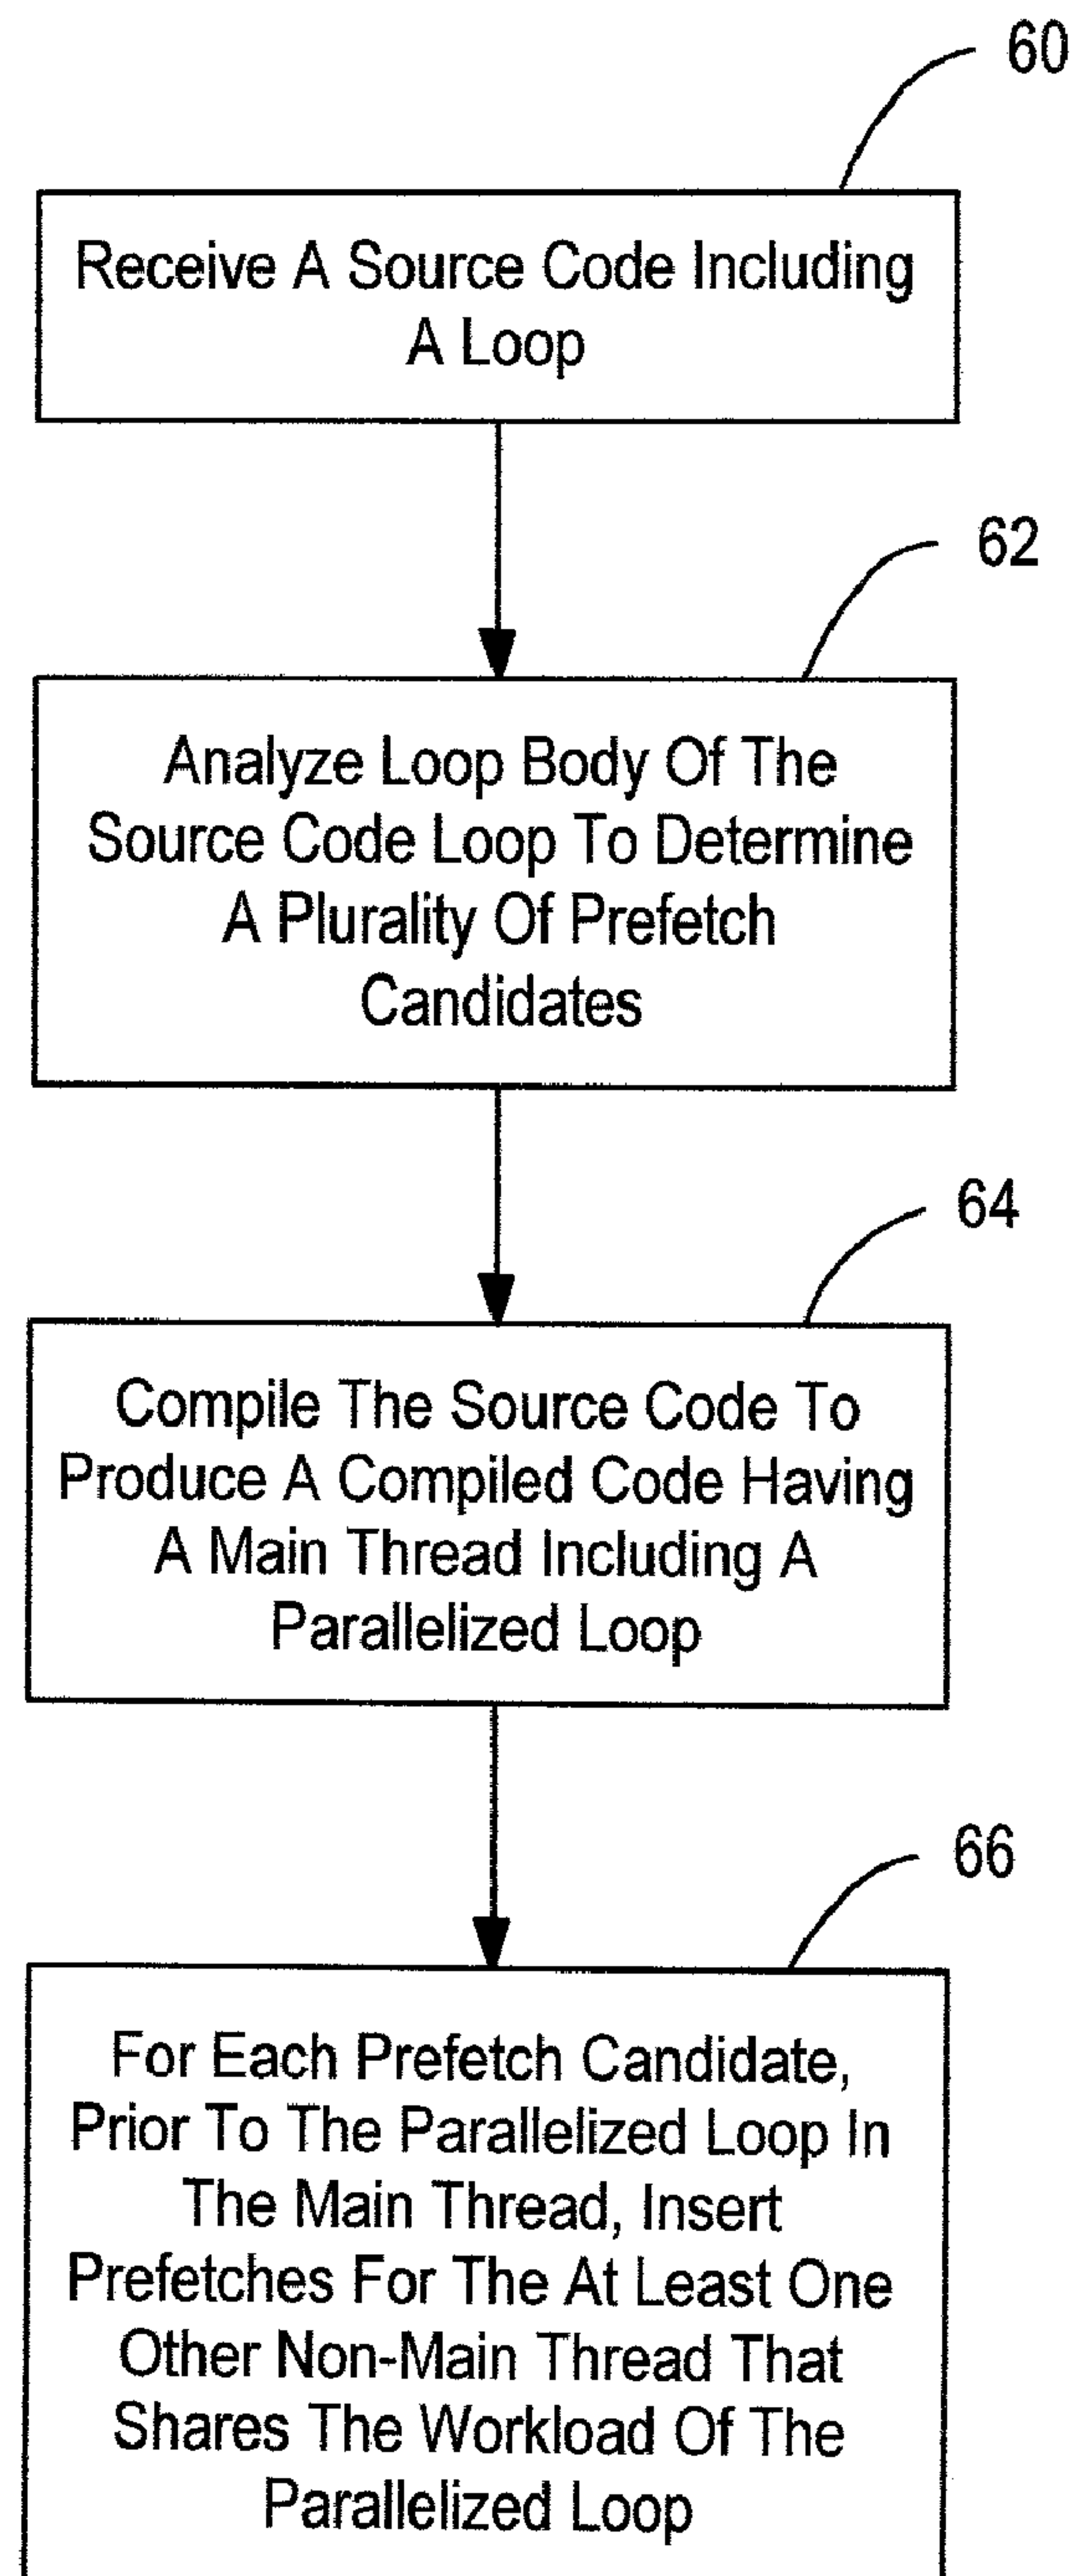 60
Receive A Source Code Including
A Loop
62
Analyze Loop Body Of The
Source Code Loop To Determine
A Plurality Of Prefetch
Candidates
64
Compile The Source Code To
Produce A Compiled Code Having
A Main Thread Including A
Parallelized Loop
66
For Each Prefetch Candidate,
Prior To The Parallelized Loop In
The Main Thread, Insert
Prefetches For The At Least One
Other Non-Main Thread That
Shares The Workload Of The
Parallelized Loop